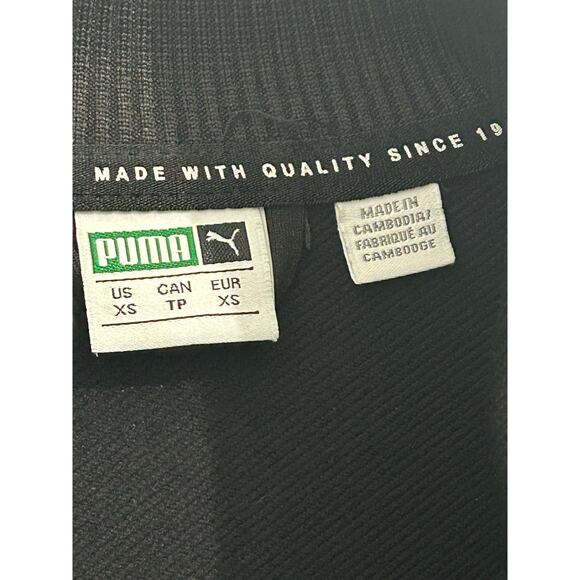 MADE WITH QUALITY SINCE 19
PUMA
US CAN EUR
XS TP XS
MADE IN
CAMBODIA/
FABRIQUÉ AU
CAMBODGE